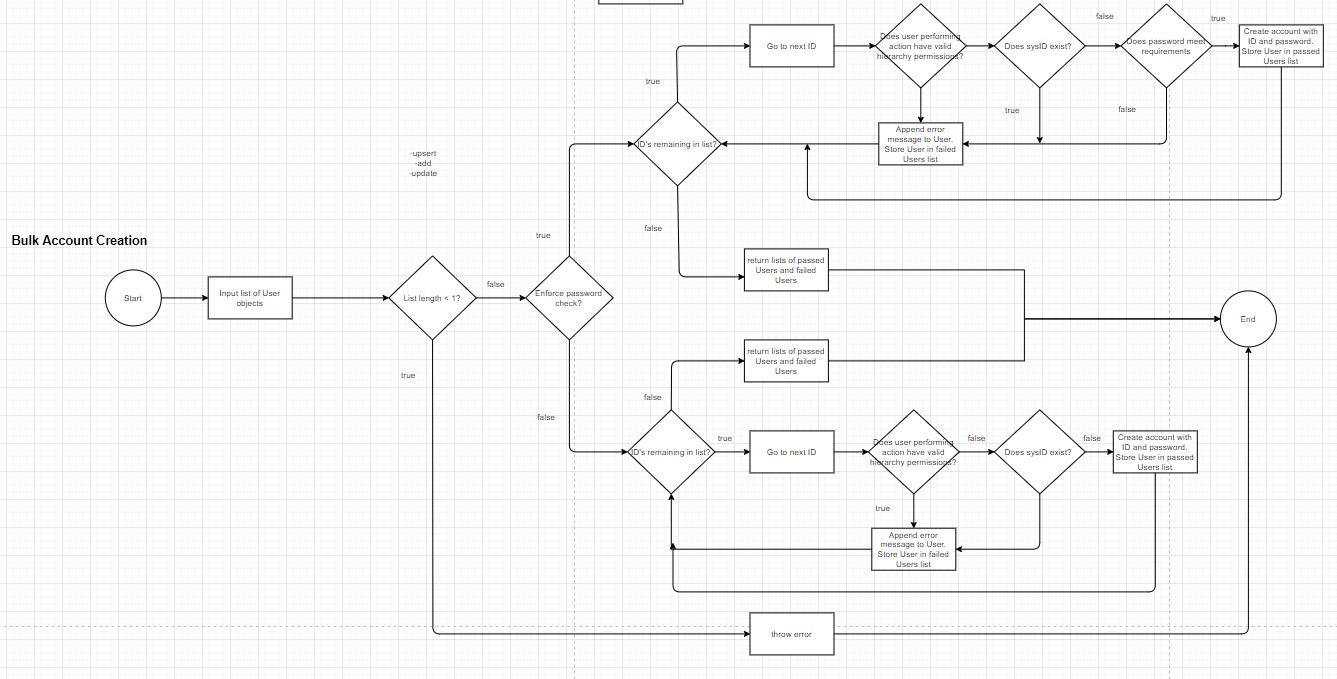 Go to next ID
Does user performing
action have valid
hierarchy permissions?
Does sysID exist?
false
Does password meet
requirements
true
Create account with
ID and password.
Store User in passed
Users list
true
true
false
Append error
message to User.
Store User in failed
Users list
ID's remaining in list?
-upsert
-add
-update
true
false
Bulk Account Creation
return lists of passed
Users and failed
Users
Start
Input list of User
objects
List length < 1?
false
Enforce password
check?
End
return lists of passed
Users and failed
Users
true
false
false
ID's remaining in list?
true
Go to next ID
Does user performing
action have valid
hierarchy permissions?
false
Does sysID exist?
false
Create account with
ID and password.
Store User in passed
Users list
true
Append error
message to User.
Store User in failed
Users list
throw error